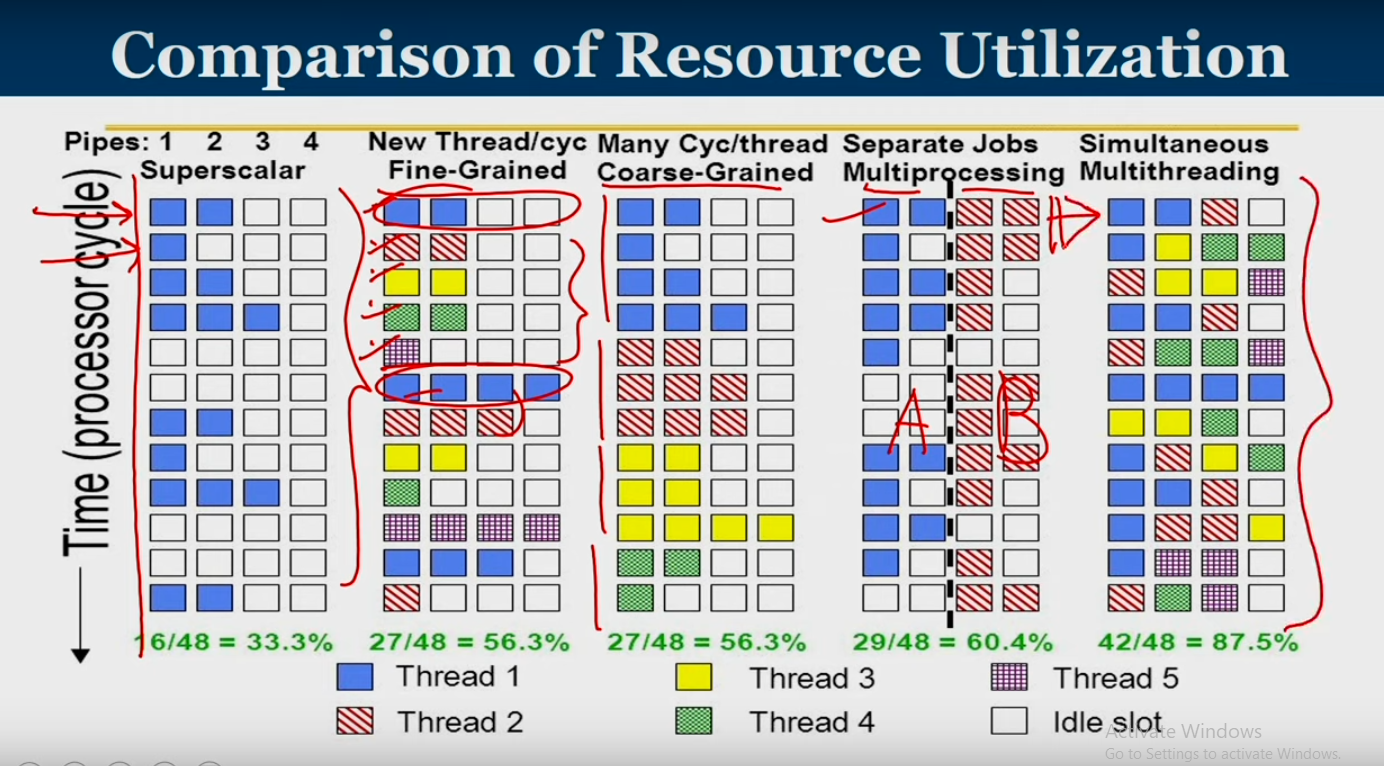 Comparison of Resource Utilization
Pipes: 1 2 3 4
Superscalar
New Thread/cyc
Fine-Grained
Many Cyc/thread
Coarse-Grained
Separate Jobs
Multiprocessing
Simultaneous
Multithreading
Time (processor cycle)
A
B
16/48 = 33.3%
27/48 = 56.3%
27/48 = 56.3%
29/48 = 60.4%
42/48 = 87.5%
Thread 1
Thread 3
Thread 5
Thread 2
Thread 4
Idle slot
Activate Windows
Go to Settings to activate Windows.